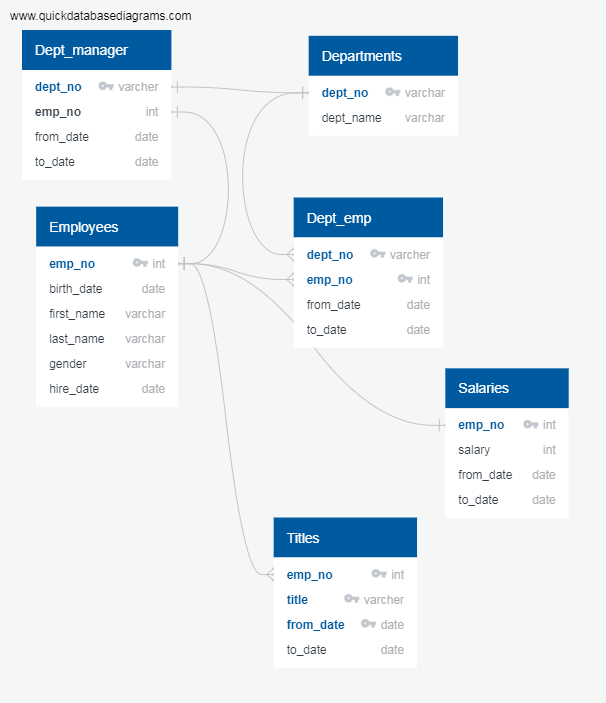 www.quickdatabasediagrams.com
Dept_manager
dept_no varcher
emp_no int
from_date date
to_date date
Departments
dept_no varchar
dept_name varchar
Employees
emp_no int
birth_date date
first_name varchar
last_name varchar
gender varchar
hire_date date
Dept_emp
dept_no varcher
emp_no int
from_date date
to_date date
Salaries
emp_no int
salary int
from_date date
to_date date
Titles
emp_no int
title varcher
from_date date
to_date date